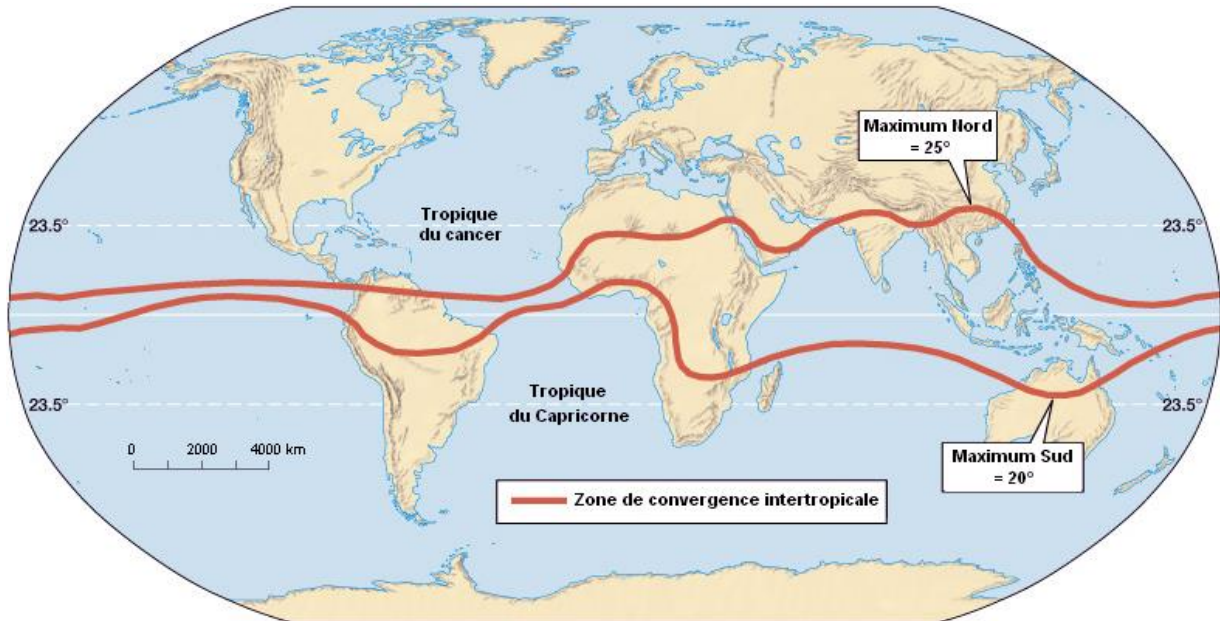 Maximum Nord
= 25°
Tropique
du cancer
23.5°
23.5°
Tropique
du Capricorne
23.5°
23.5°
0 2000 4000 km
Maximum Sud
= 20°
Zone de convergence intertropicale